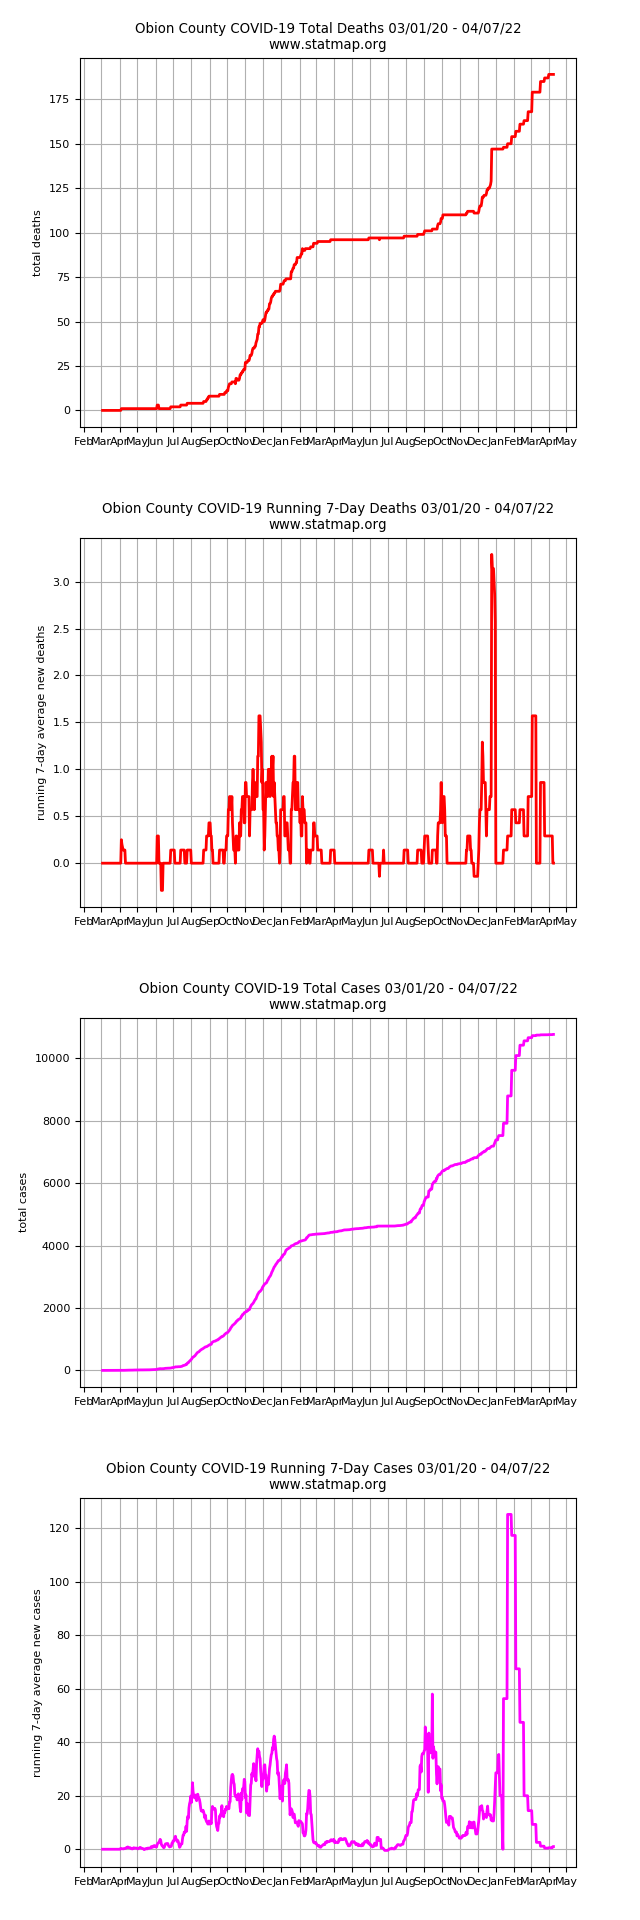 Obion County COVID-19 Total Deaths 03/01/20 - 04/07/22
www.statmap.org
total deaths
175
150
125
100
75
50
25
0
Feb Mar Apr May Jun Jul Aug Sep Oct Nov Dec Jan Feb Mar Apr May Jun Jul Aug Sep Oct Nov Dec Jan Feb Mar Apr May
Obion County COVID-19 Running 7-Day Deaths 03/01/20 - 04/07/22
www.statmap.org
running 7-day average new deaths
3.0
2.5
2.0
1.5
1.0
0.5
0.0
Feb Mar Apr May Jun Jul Aug Sep Oct Nov Dec Jan Feb Mar Apr May Jun Jul Aug Sep Oct Nov Dec Jan Feb Mar Apr May
Obion County COVID-19 Total Cases 03/01/20 - 04/07/22
www.statmap.org
total cases
10000
8000
6000
4000
2000
0
Feb Mar Apr May Jun Jul Aug Sep Oct Nov Dec Jan Feb Mar Apr May Jun Jul Aug Sep Oct Nov Dec Jan Feb Mar Apr May
Obion County COVID-19 Running 7-Day Cases 03/01/20 - 04/07/22
www.statmap.org
running 7-day average new cases
120
100
80
60
40
20
0
Feb Mar Apr May Jun Jul Aug Sep Oct Nov Dec Jan Feb Mar Apr May Jun Jul Aug Sep Oct Nov Dec Jan Feb Mar Apr May